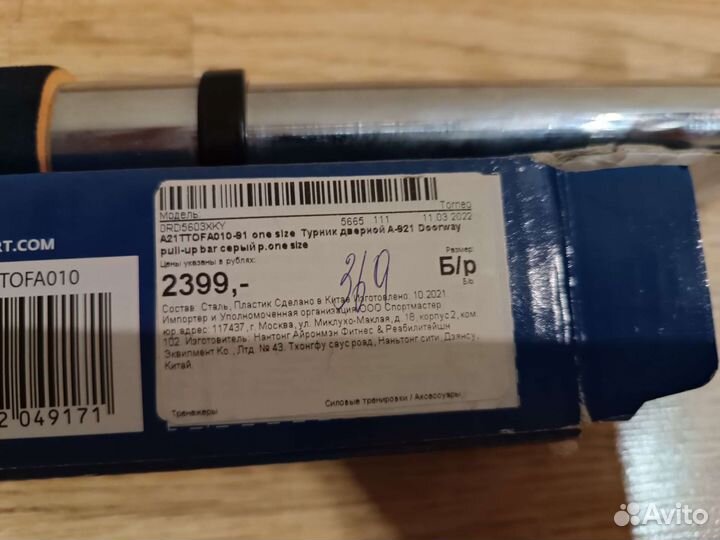 Модель
Torneo
0RD5603XKY 5665 111 11.03.2022
A21TTOFA010-91 one size Турник дверной A-921 Doorway
pull-up bar серый р.one size
Цены указаны в рублях:
2399,-
369
Б/р
Б/р
Состав: Сталь, Пластик Сделано в Китае Изготовлено: 10.2021.
Импортер и Уполномоченная организация: ООО Спортмастер,
юр.адрес: 117437, г. Москва, ул. Миклухо-Маклая, д. 18, корпус 2, ком.
102. Изготовитель: Нантонг Айронмэн Фитнес & Реабилитейшн
Эквипмент Ко., Лтд. № 43, Тхонгфу саус роад, Наньтонг сити, Дзянсу,
Китай.
Тренажеры
Силовые тренировки / Аксессуары
RT.COM
TOFA010
2 049171
Avito